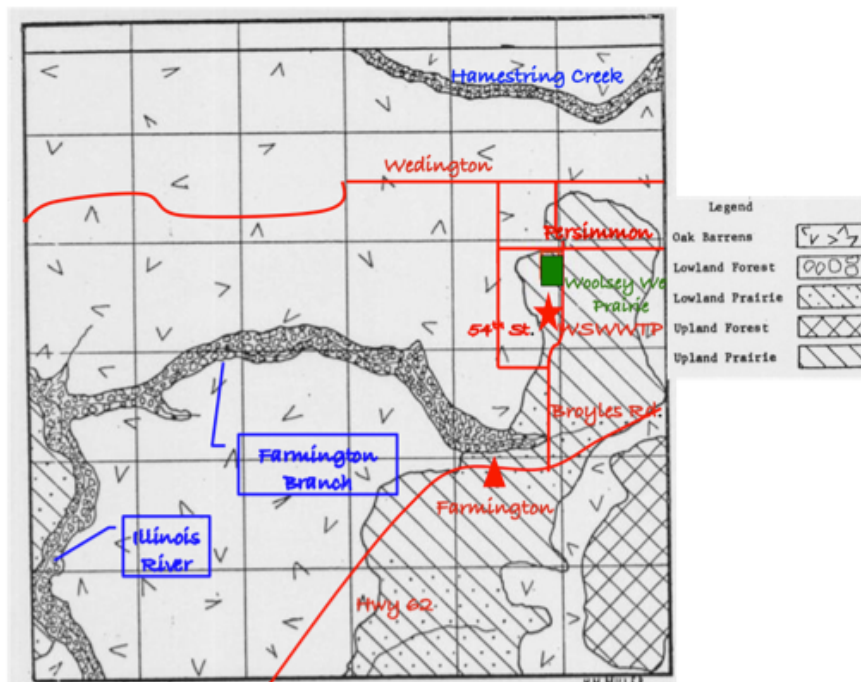 Hamestring Creek
Wedington
Legend
Persimmon
Oak Barrens
Lowland Forest
Woolsey We
Prairie
Lowland Prairie
54th St.
WSWWTP
Upland Forest
Upland Prairie
Broyles Rd.
Farmington
Branch
Farmington
Illinois
River
Hwy 62